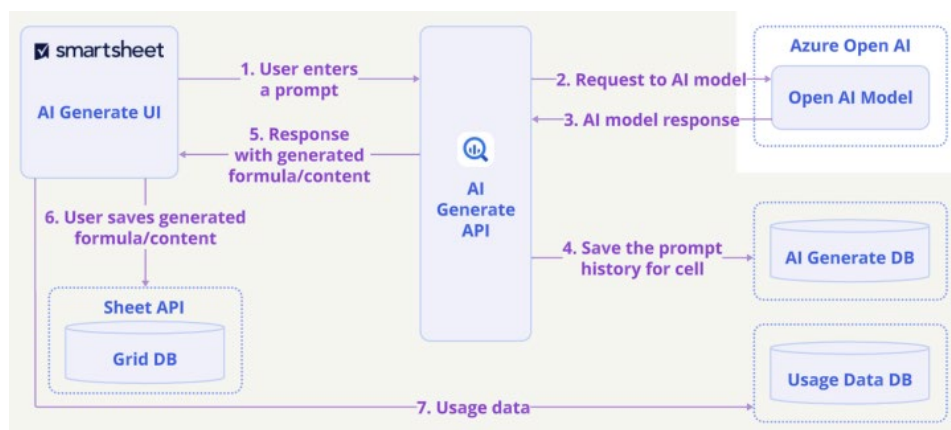 smartsheet
AI Generate UI
1. User enters
a prompt
2. Request to AI model
3. AI model response
Azure Open AI
Open AI Model
5. Response
with generated
formula/content
AI
Generate
API
4. Save the prompt
history for cell
AI Generate DB
6. User saves generated
formula/content
Sheet API
Grid DB
Usage Data DB
7. Usage data